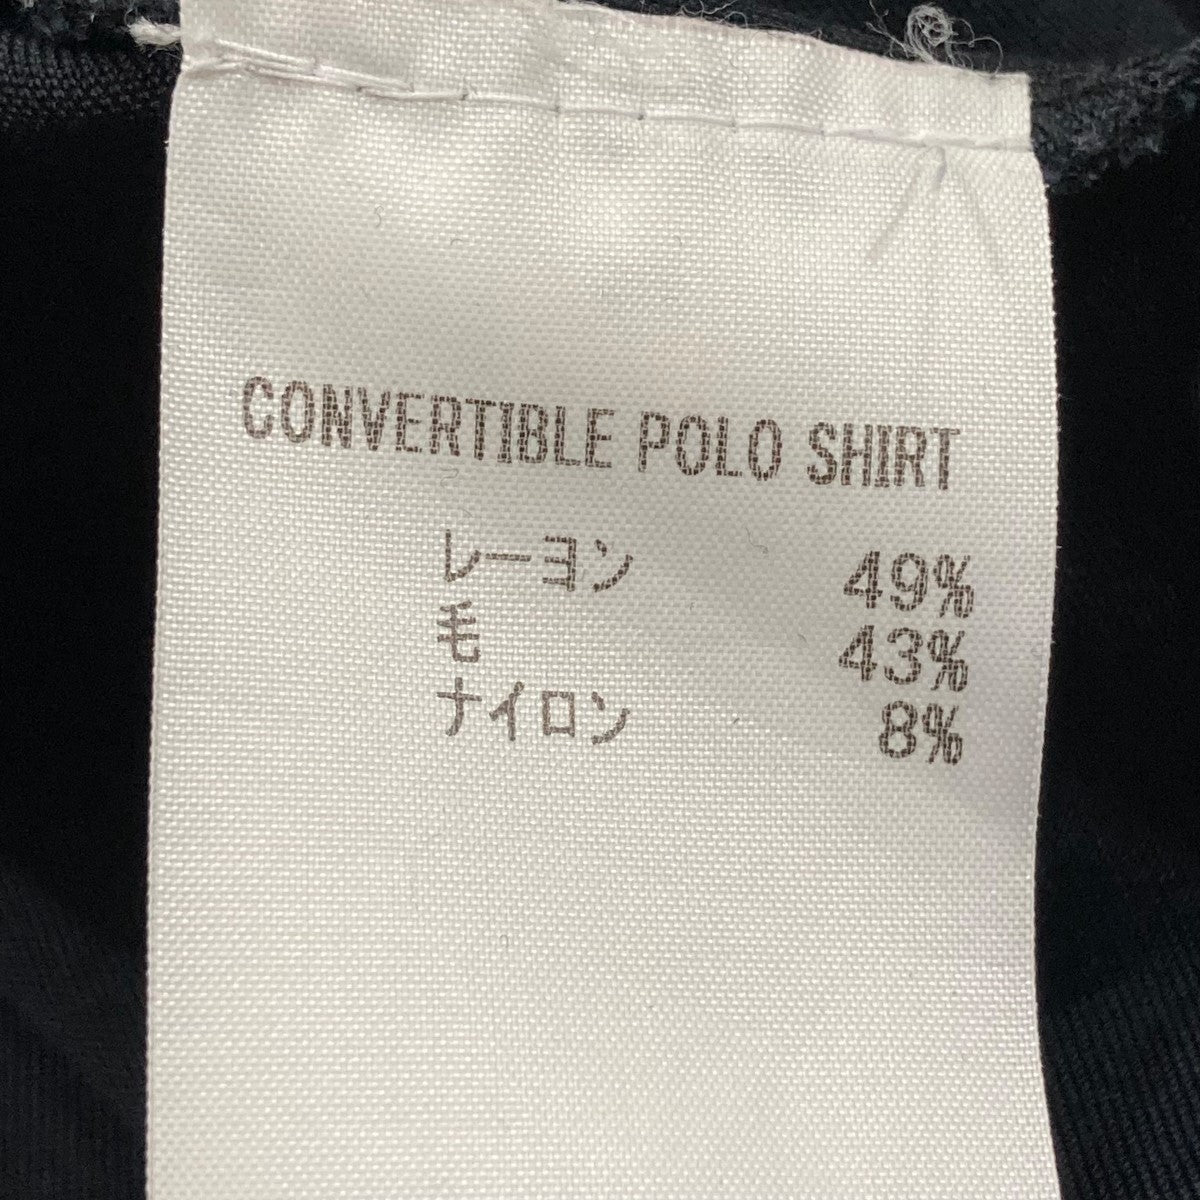 CONVERTIBLE POLO SHIRT
レーヨン 49%
毛 43%
ナイロン 8%